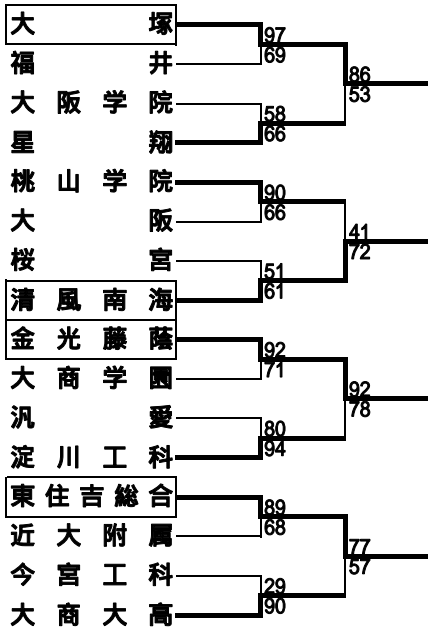 大塚
97
福井
69
86
大阪学院
53
58
星翔
66
桃山学院
90
大阪
66
41
桜宮
72
51
清風南海
61
金光藤蔭
92
大商学園
71
92
汎愛
78
80
淀川工科
94
東住吉総合
89
近大附属
68
77
今宮工科
57
29
大商大高
90